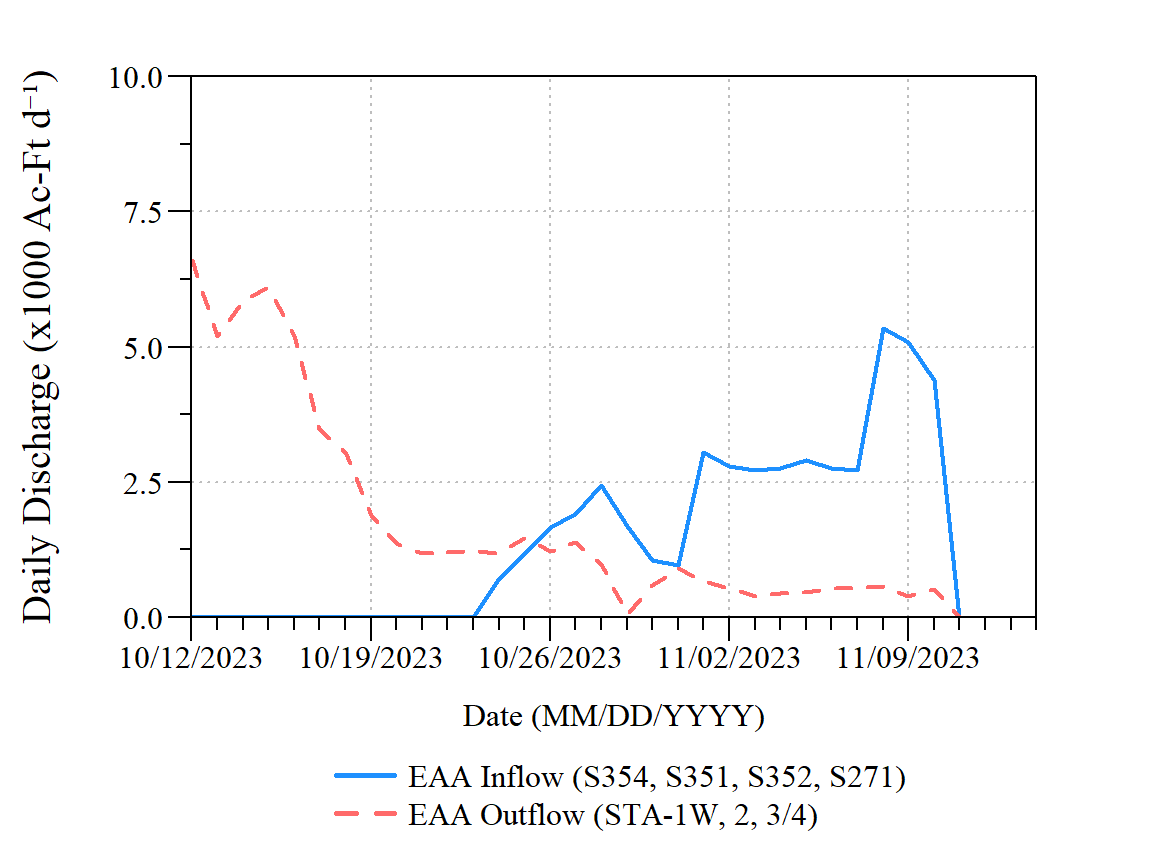 Daily Discharge (x1000 Ac-Ft d⁻¹)
10.0
7.5
5.0
2.5
0.0
10/12/2023 10/19/2023 10/26/2023 11/02/2023 11/09/2023
Date (MM/DD/YYYY)
EAA Inflow (S354, S351, S352, S271)
EAA Outflow (STA-1W, 2, 3/4)